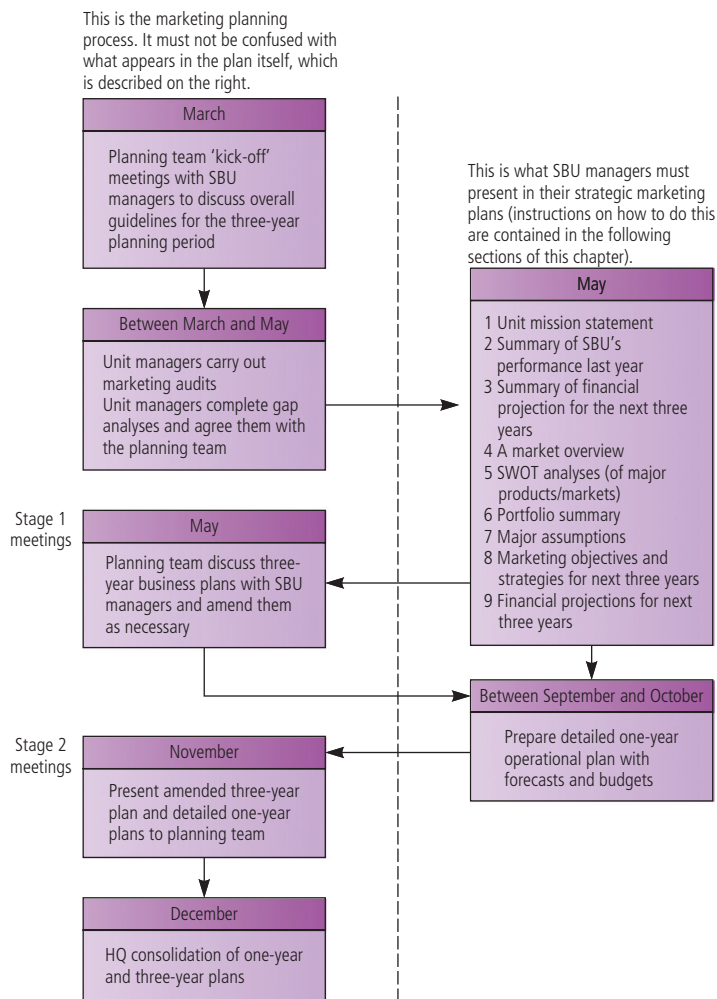 This is the marketing planning
process. It must not be confused with
what appears in the plan itself, which
is described on the right.
March
Planning team ‘kick-off’
meetings with SBU
managers to discuss overall
guidelines for the three-year
planning period
Between March and May
Unit managers carry out
marketing audits
Unit managers complete gap
analyses and agree them with
the planning team
Stage 1
meetings
May
Planning team discuss three-
year business plans with SBU
managers and amend them
as necessary
Stage 2
meetings
November
Present amended three-year
plan and detailed one-year
plans to planning team
December
HQ consolidation of one-year
and three-year plans
This is what SBU managers must
present in their strategic marketing
plans (instructions on how to do this
are contained in the following
sections of this chapter).
May
1 Unit mission statement
2 Summary of SBU’s
performance last year
3 Summary of financial
projection for the next three
years
4 A market overview
5 SWOT analyses (of major
products/markets)
6 Portfolio summary
7 Major assumptions
8 Marketing objectives and
strategies for next three years
9 Financial projections for next
three years
Between September and October
Prepare detailed one-year
operational plan with
forecasts and budgets